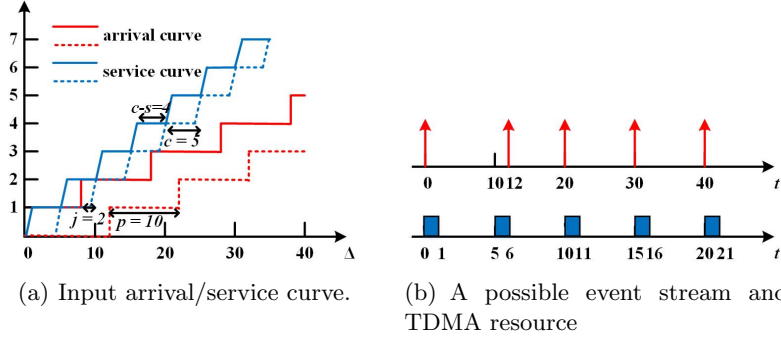 7
6
5
4
3
2
1
arrival curve
service curve
c-s=4
c = 5
j = 2
p = 10
0 10 20 30 40 Δ
0 10 12 20 30 40 t
0 1 5 6 10 11 15 16 20 21 t
(a) Input arrival/service curve.
(b) A possible event stream and
TDMA resource